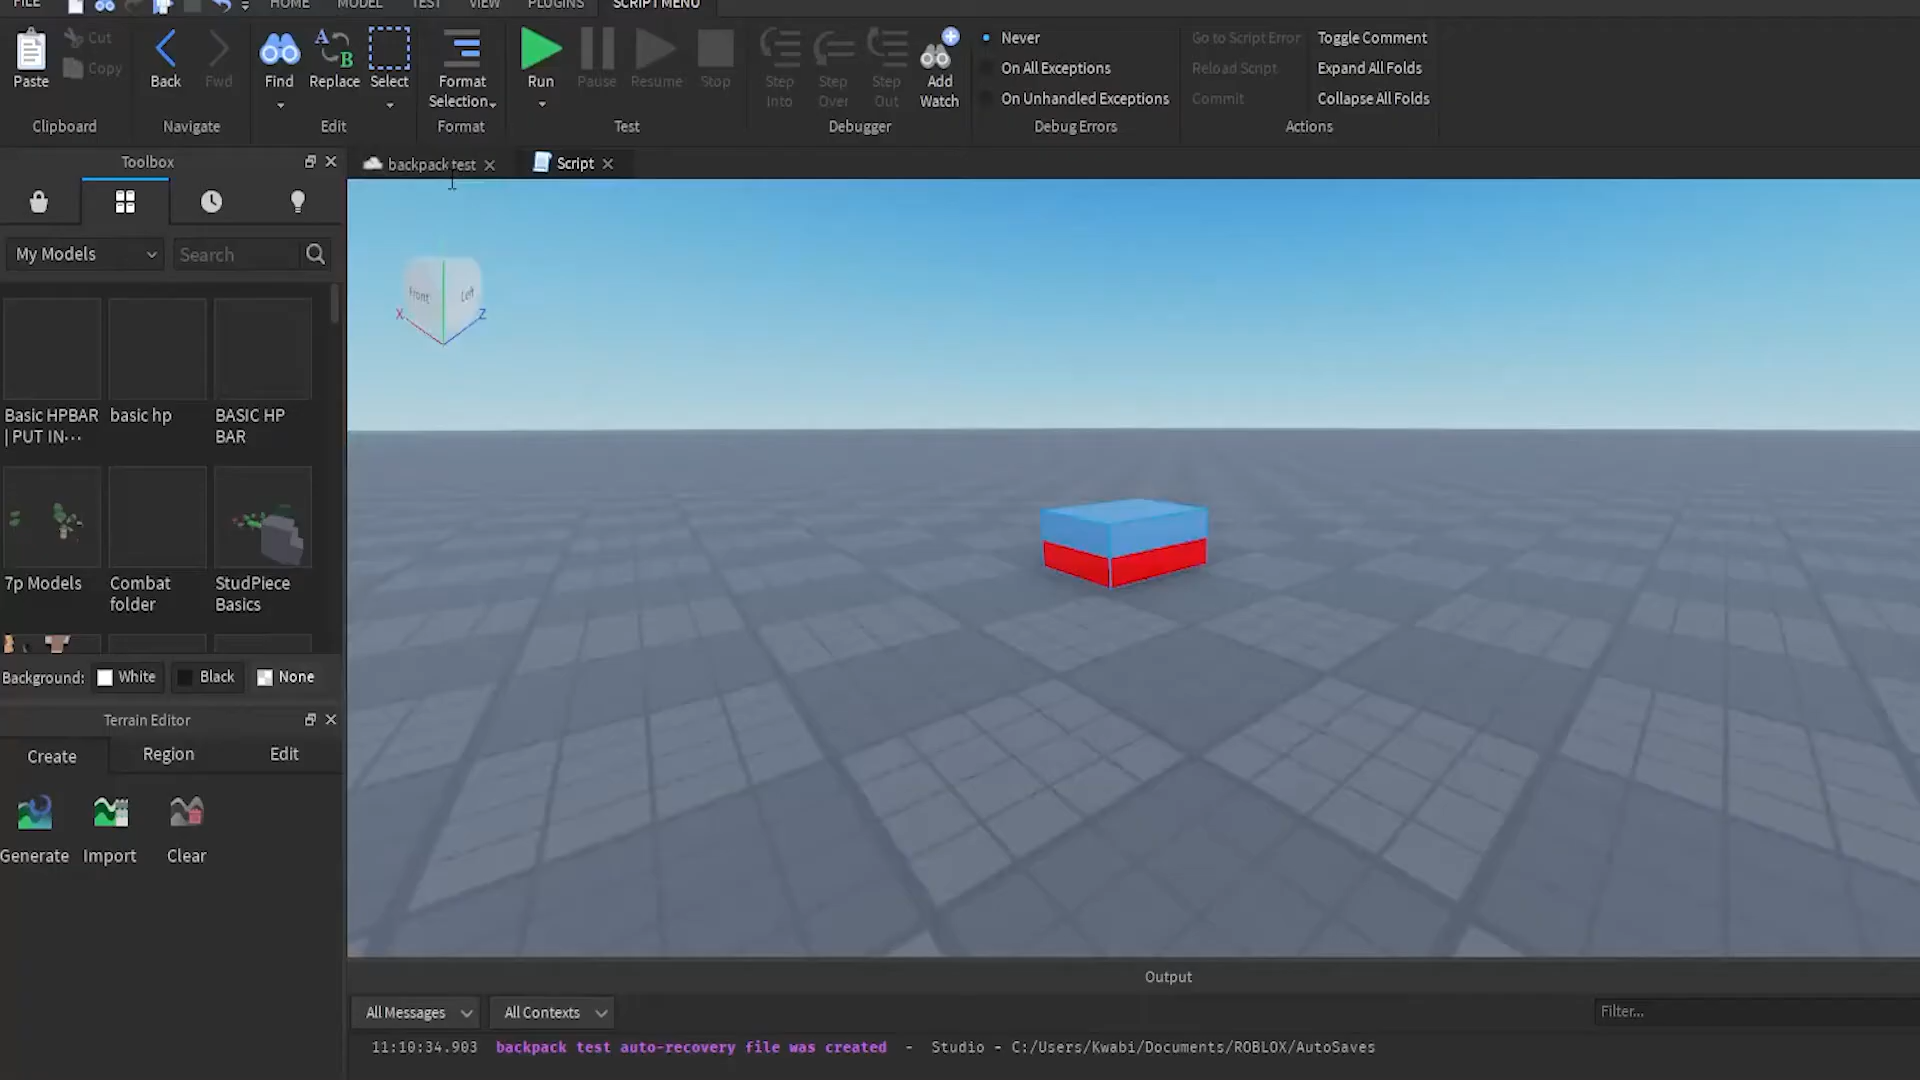 FILE HOME MODEL TEST VIEW PLUGINS SCRIPT MENU
Paste
Cut
Copy
Clipboard
Back
Fwd
Navigate
Find
A B
Replace
Select
Edit
Format
Selection
Format
Run
Pause
Resume
Stop
Test
Step
Into
Step
Over
Step
Out
Add
Watch
Debugger
Never
On All Exceptions
On Unhandled Exceptions
Debug Errors
Go to Script Error
Reload Script
Commit
Toggle Comment
Expand All Folds
Collapse All Folds
Actions
Toolbox
backpack test
Script
My Models
Search
Basic HPBAR
| PUT IN···
basic hp
BASIC HP
BAR
7p Models
Combat
folder
StudPiece
Basics
Background: White Black None
Terrain Editor
Create
Region
Edit
Generate
Import
Clear
Front
Left
X
Z
Output
All Messages
All Contexts
Filter...
11:10:34.903 backpack test auto-recovery file was created - Studio - C:/Users/Kwabi/Documents/ROBLOX/AutoSaves